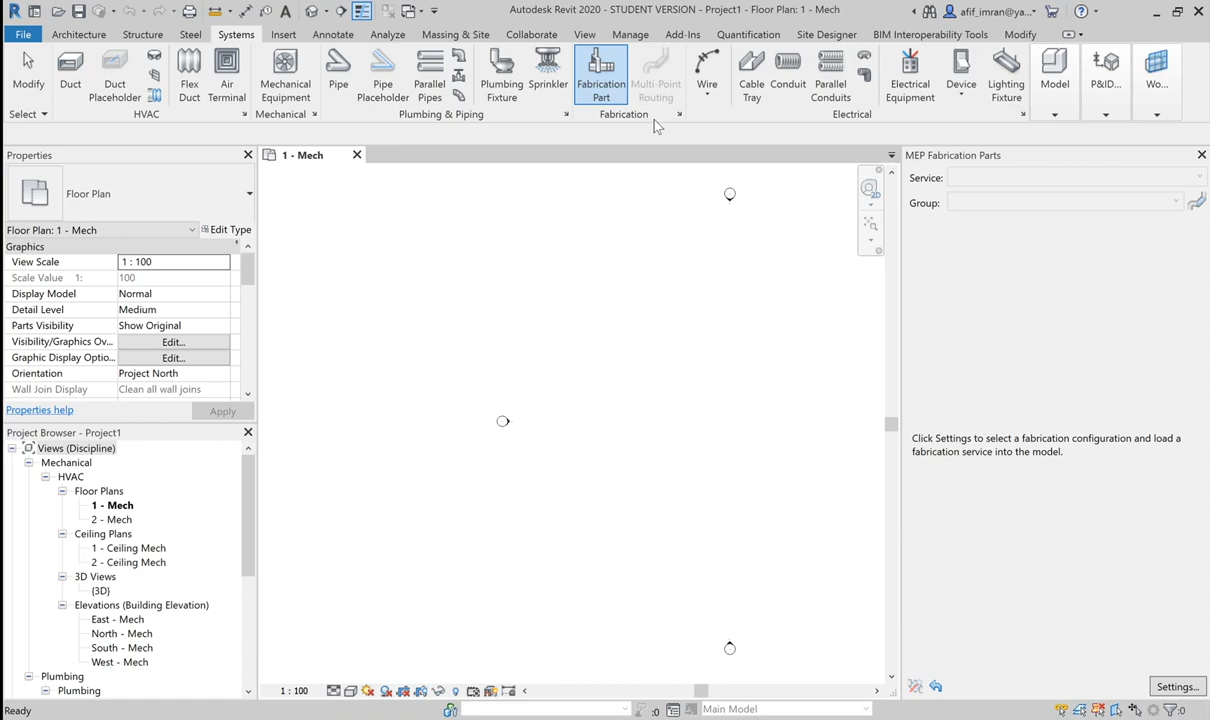 Autodesk Revit 2020 - STUDENT VERSION - Project1 - Floor Plan: 1 - Mech
afif_imran@ya...
File Architecture Structure Steel Systems Insert Annotate Analyze Massing & Site Collaborate View Manage Add-Ins Quantification Site Designer BIM Interoperability Tools Modify
Modify
Duct
Duct Placeholder
Flex Duct
Air Terminal
Mechanical Equipment
Pipe
Pipe Placeholder
Parallel Pipes
Plumbing Fixture
Sprinkler
Fabrication Part
Multi-Point Routing
Wire
Cable Tray
Conduit
Parallel Conduits
Electrical Equipment
Device
Lighting Fixture
Model
P&ID...
Wo...
Select HVAC Mechanical Plumbing & Piping Fabrication Electrical
Properties
Floor Plan
Floor Plan: 1 - Mech Edit Type
Graphics
View Scale 1 : 100
Scale Value 1: 100
Display Model Normal
Detail Level Medium
Parts Visibility Show Original
Visibility/Graphics Ov... Edit...
Graphic Display Optio... Edit...
Orientation Project North
Wall Join Display Clean all wall joins
Properties help Apply
Project Browser - Project1
Views (Discipline)
Mechanical
HVAC
Floor Plans
1 - Mech
2 - Mech
Ceiling Plans
1 - Ceiling Mech
2 - Ceiling Mech
3D Views
{3D}
Elevations (Building Elevation)
East - Mech
North - Mech
South - Mech
West - Mech
Plumbing
Plumbing
1 - Mech
2D
1 : 100
MEP Fabrication Parts
Service:
Group:
Click Settings to select a fabrication configuration and load a
fabrication service into the model.
Settings...
Ready
:0
Main Model
:0